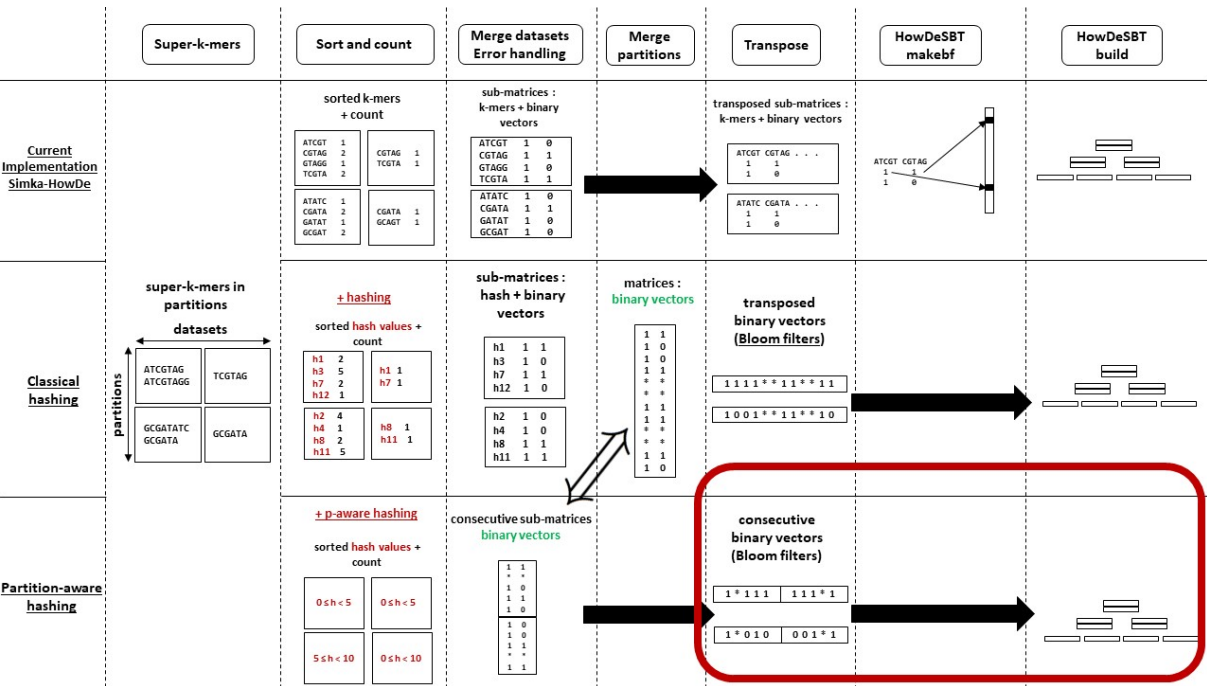 Super-k-mers
Sort and count
Merge datasets
Error handling
Merge
partitions
Transpose
HowDeSBT
makebf
HowDeSBT
build
Current
Implementation
Simka-HowDe
sorted k-mers
+ count
ATCGT 1
CGTAG 2
GTAGG 1
TCGTA 2
CGTAG 1
TCGTA 1
ATATC 1
CGATA 2
GATAT 1
GCGAT 2
CGATA 1
GCAGT 1
sub-matrices :
k-mers + binary
vectors
ATCGT 1 0
CGTAG 1 1
GTAGG 1 0
TCGTA 1 1
ATATC 1 0
CGATA 1 1
GATAT 1 0
GCGAT 1 0
transposed sub-matrices :
k-mers + binary vectors
ATCGT CGTAG . . .
1 1
1 0
ATATC CGATA . . .
1 1
1 0
ATCGT CGTAG
1 1
1 0
Classical
hashing
super-k-mers in
partitions
datasets
partitions
ATCGTAG
ATCGTAGG
TCGTAG
GCGATATC
GCGATA
GCGATA
+ hashing
sorted hash values +
count
h1 2
h3 5
h7 2
h12 1
h1 1
h7 1
h2 4
h4 1
h8 2
h11 5
h8 1
h11 1
sub-matrices :
hash + binary
vectors
h1 1 1
h3 1 0
h7 1 1
h12 1 0
h2 1 0
h4 1 0
h8 1 1
h11 1 1
matrices :
binary vectors
1 1
1 0
1 0
1 1
* *
* *
1 1
1 1
* *
* *
1 1
1 0
transposed
binary vectors
(Bloom filters)
1 1 1 1 * * 1 1 * * 1 1
1 0 0 1 * * 1 1 * * 1 0
Partition-aware
hashing
+ p-aware hashing
sorted hash values +
count
0 ≤ h < 5
0 ≤ h < 5
5 ≤ h < 10
0 ≤ h < 10
consecutive sub-matrices
binary vectors
1 1
* *
1 0
1 1
1 0
1 0
1 0
1 1
* *
1 1
consecutive
binary vectors
(Bloom filters)
1 * 1 1 1 1 1 1 * 1
1 * 0 1 0 0 0 1 * 1